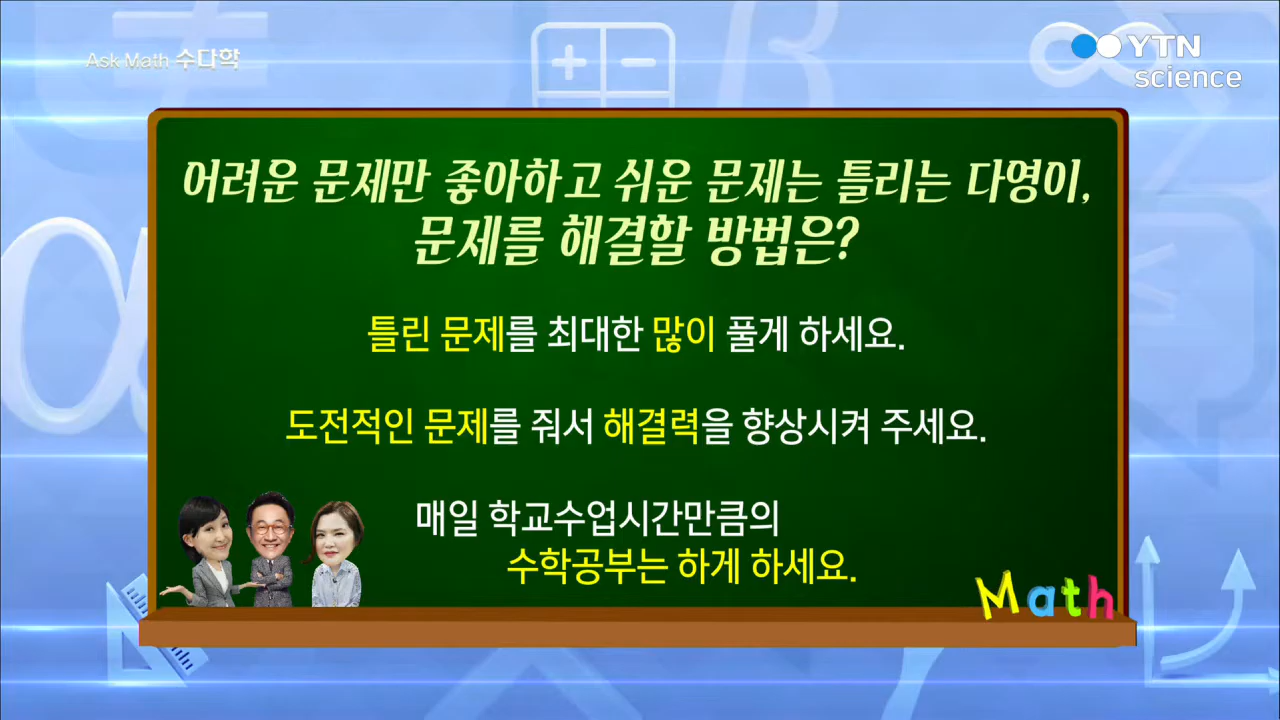 Ask Math 수다학
YTN
science
어려운 문제만 좋아하고 쉬운 문제는 틀리는 다영이,
문제를 해결할 방법은?
틀린 문제를 최대한 많이 풀게 하세요.
도전적인 문제를 줘서 해결력을 향상시켜 주세요.
매일 학교수업시간만큼의
수학공부는 하게 하세요.
Math